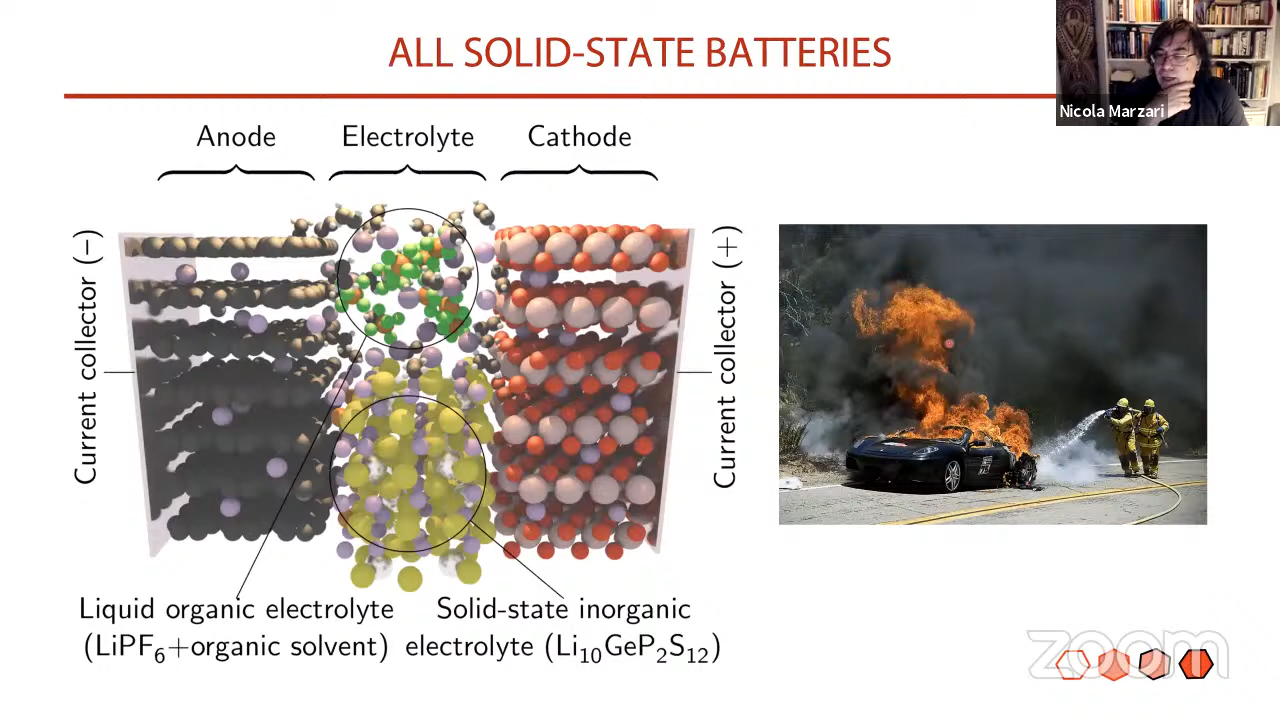 ALL SOLID-STATE BATTERIES
Nicola Marzari
Anode
Electrolyte
Cathode
Current collector (−)
Current collector (+)
Liquid organic electrolyte
(LiPF₆+organic solvent)
Solid-state inorganic
electrolyte (Li₁₀GeP₂S₁₂)
zoom